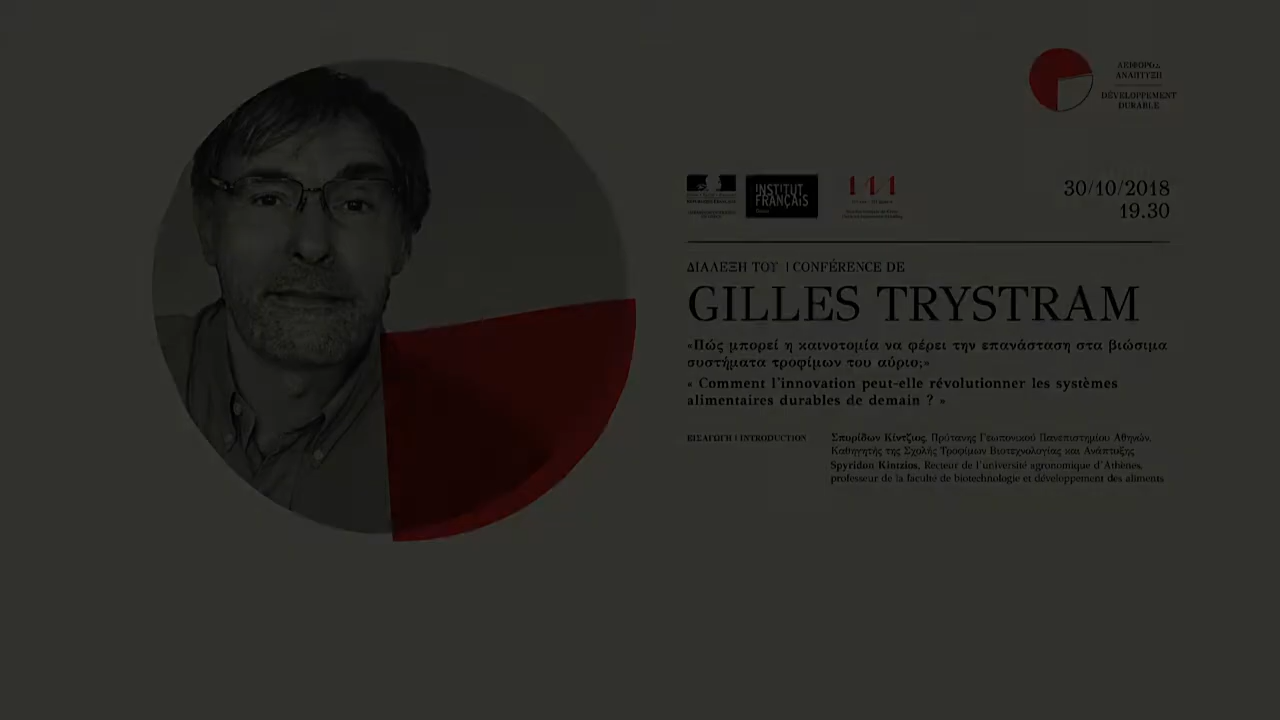 ΑΕΙΦΟΡΟΣ
ΑΝΑΠΤΥΞΗ
DÉVELOPPEMENT
DURABLE
INSTITUT
FRANÇAIS
141
30/10/2018
19.30
ΔΙΑΛΕΞΗ ΤΟΥ | CONFÉRENCE DE
GILLES TRYSTRAM
«Πώς μπορεί η καινοτομία να φέρει την επανάσταση στα βιώσιμα
συστήματα τροφίμων του αύριο;»
« Comment l'innovation peut-elle révolutionner les systèmes
alimentaires durables de demain ? »
ΕΙΣΑΓΩΓΗ | INTRODUCTION
Σπυρίδων Κίντζιος, Πρύτανης Γεωπονικού Πανεπιστημίου Αθηνών,
Καθηγητής της Σχολής Τροφίμων Βιοτεχνολογίας και Ανάπτυξης
Spyridon Kintzios, Recteur de l'université agronomique d'Athènes,
professeur de la faculté de biotechnologie et développement des aliments